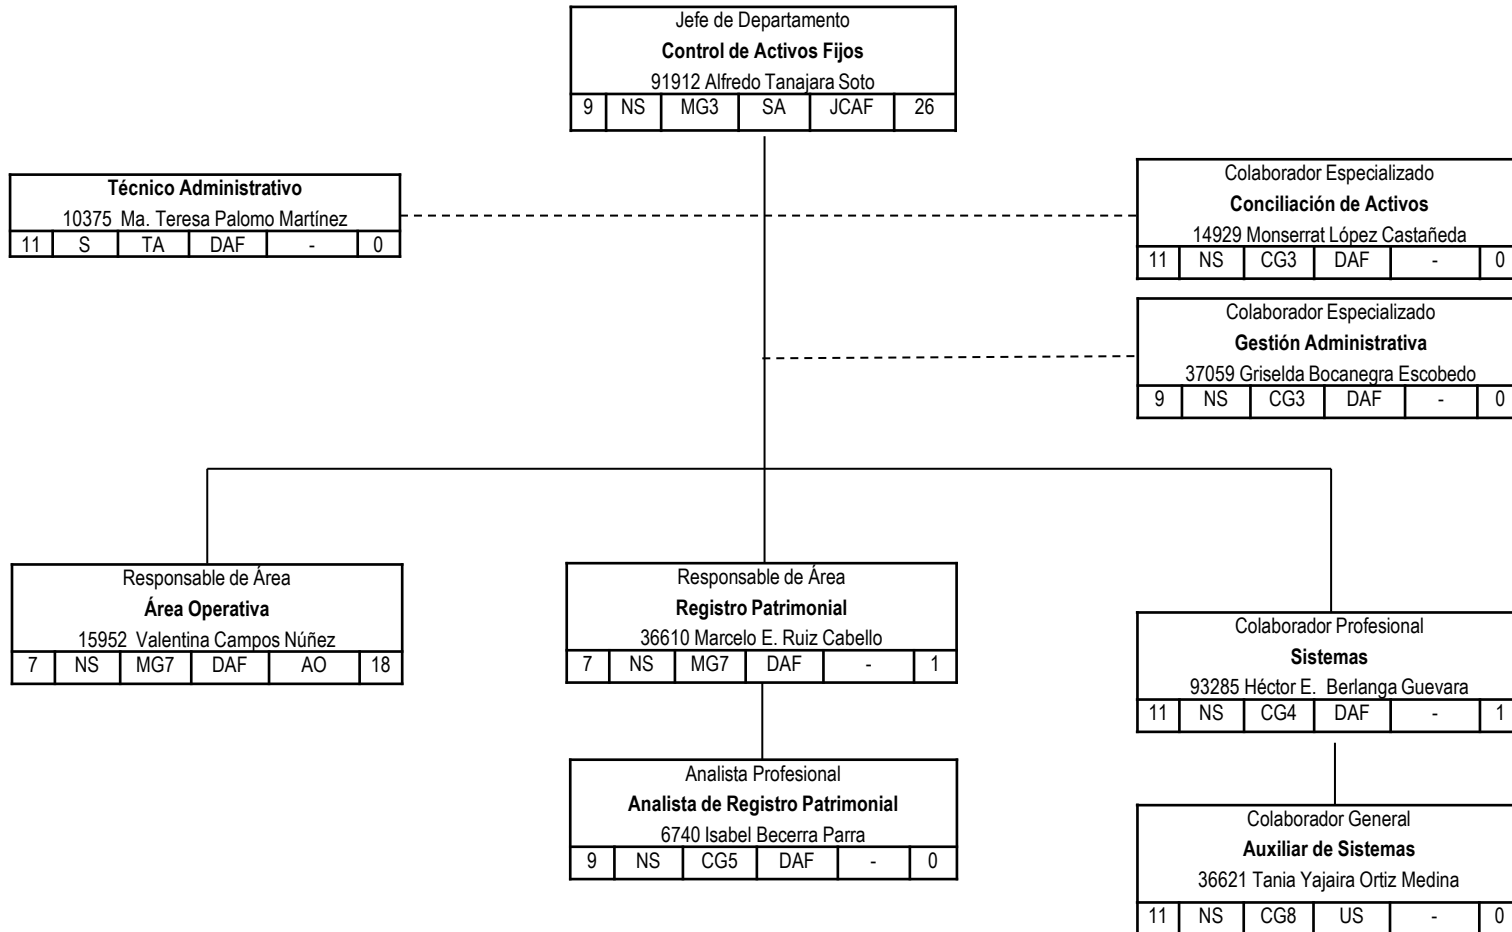 Jefe de Departamento
Control de Activos Fijos
91912 Alfredo Tanajara Soto
9 NS MG3 SA JCAF 26
Técnico Administrativo
10375 Ma. Teresa Palomo Martínez
11 S TA DAF - 0
Colaborador Especializado
Conciliación de Activos
14929 Monserrat López Castañeda
11 NS CG3 DAF - 0
Colaborador Especializado
Gestión Administrativa
37059 Griselda Bocanegra Escobedo
9 NS CG3 DAF - 0
Responsable de Área
Área Operativa
15952 Valentina Campos Núñez
7 NS MG7 DAF AO 18
Responsable de Área
Registro Patrimonial
36610 Marcelo E. Ruiz Cabello
7 NS MG7 DAF - 1
Colaborador Profesional
Sistemas
93285 Héctor E. Berlanga Guevara
11 NS CG4 DAF - 1
Analista Profesional
Analista de Registro Patrimonial
6740 Isabel Becerra Parra
9 NS CG5 DAF - 0
Colaborador General
Auxiliar de Sistemas
36621 Tania Yajaira Ortiz Medina
11 NS CG8 US - 0